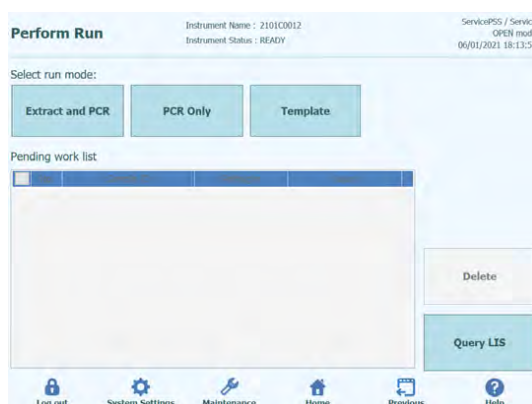 Perform Run
Instrument Name : 2101C0012
Instrument Status : READY
ServicePSS / Servic
OPEN mod
06/01/2021 18:13:5
Select run mode:
Extract and PCR
PCR Only
Template
Pending work list
Delete
Query LIS
Log out
System Settings
Maintenance
Home
Previous
Help